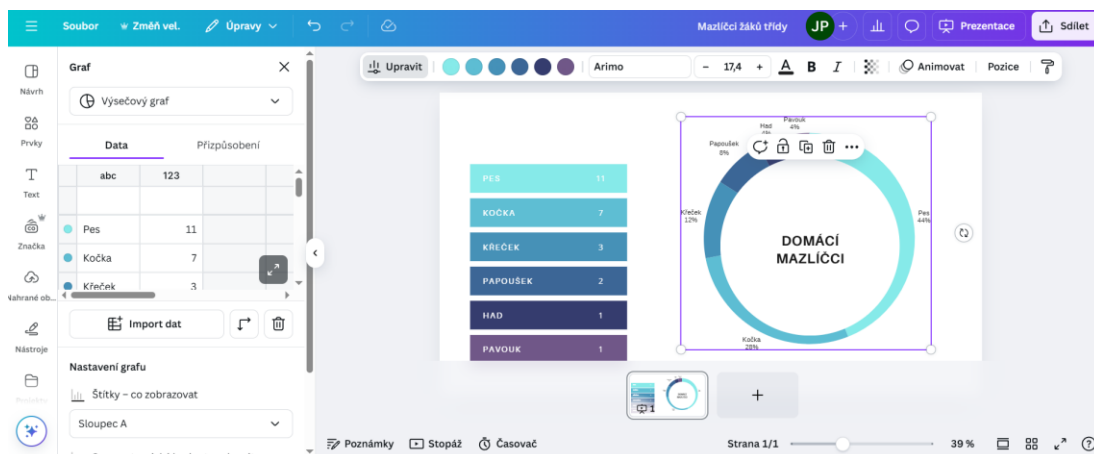 Soubor
Změň vel.
Úpravy
Mazlíčci žáků třídy
JP
+
Prezentace
Sdílet
Návrh
Prvky
Text
Značka
Nahrané ob...
Nástroje
Projekty
Graf
Výsečový graf
Data
Přizpůsobení
abc 123
Pes 11
Kočka 7
Křeček 3
Import dat
Nastavení grafu
Štítky – co zobrazovat
Sloupec A
Upravit
Arimo
– 17,4 +
A B I
Animovat
Pozice
PES 11
KOČKA 7
KŘEČEK 3
PAPOUŠEK 2
HAD 1
PAVOUK 1
Pavouk
4%
Had
Papoušek
8%
Křeček
12%
Pes
44%
Kočka
28%
DOMÁCÍ
MAZLÍČCI
1
+
Poznámky
Stopáž
Časovač
Strana 1/1
39 %